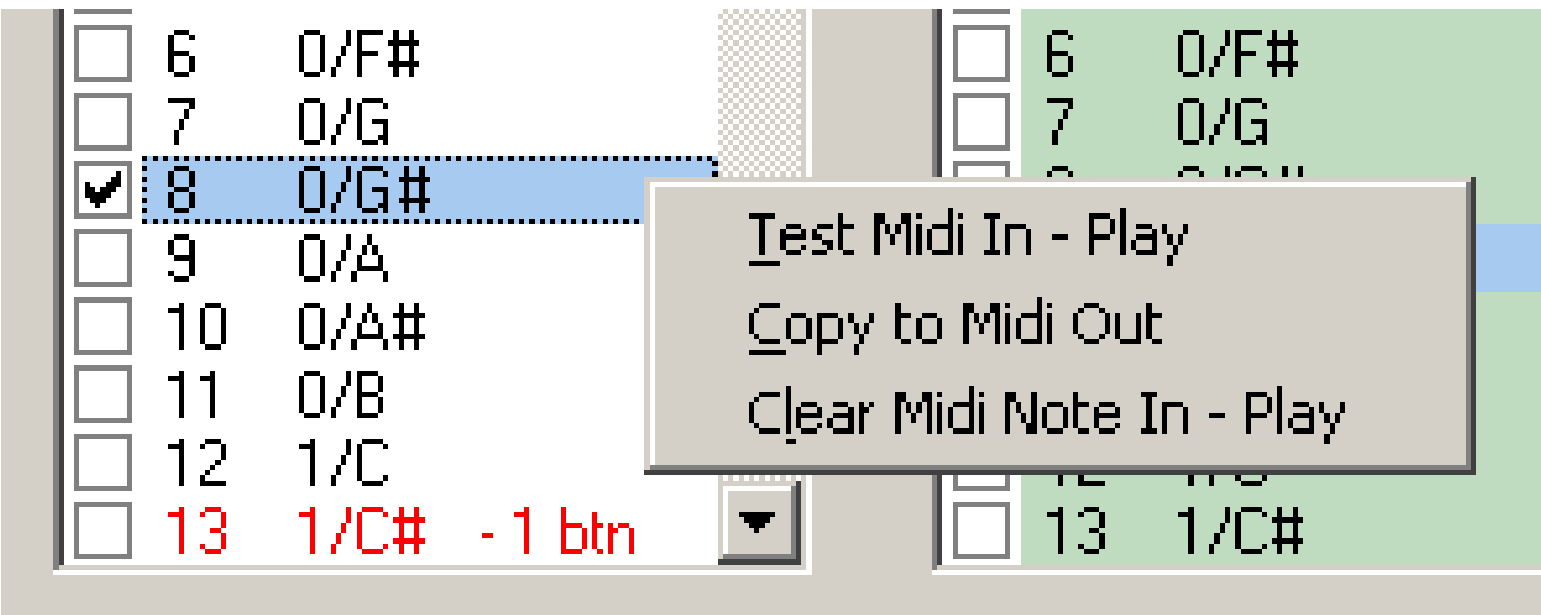 6 0/F#
7 0/G
8 0/G#
9 0/A
10 0/A#
11 0/B
12 1/C
13 1/C# - 1 btn
Test Midi In - Play
Copy to Midi Out
Clear Midi Note In - Play
6 0/F#
7 0/G
13 1/C#